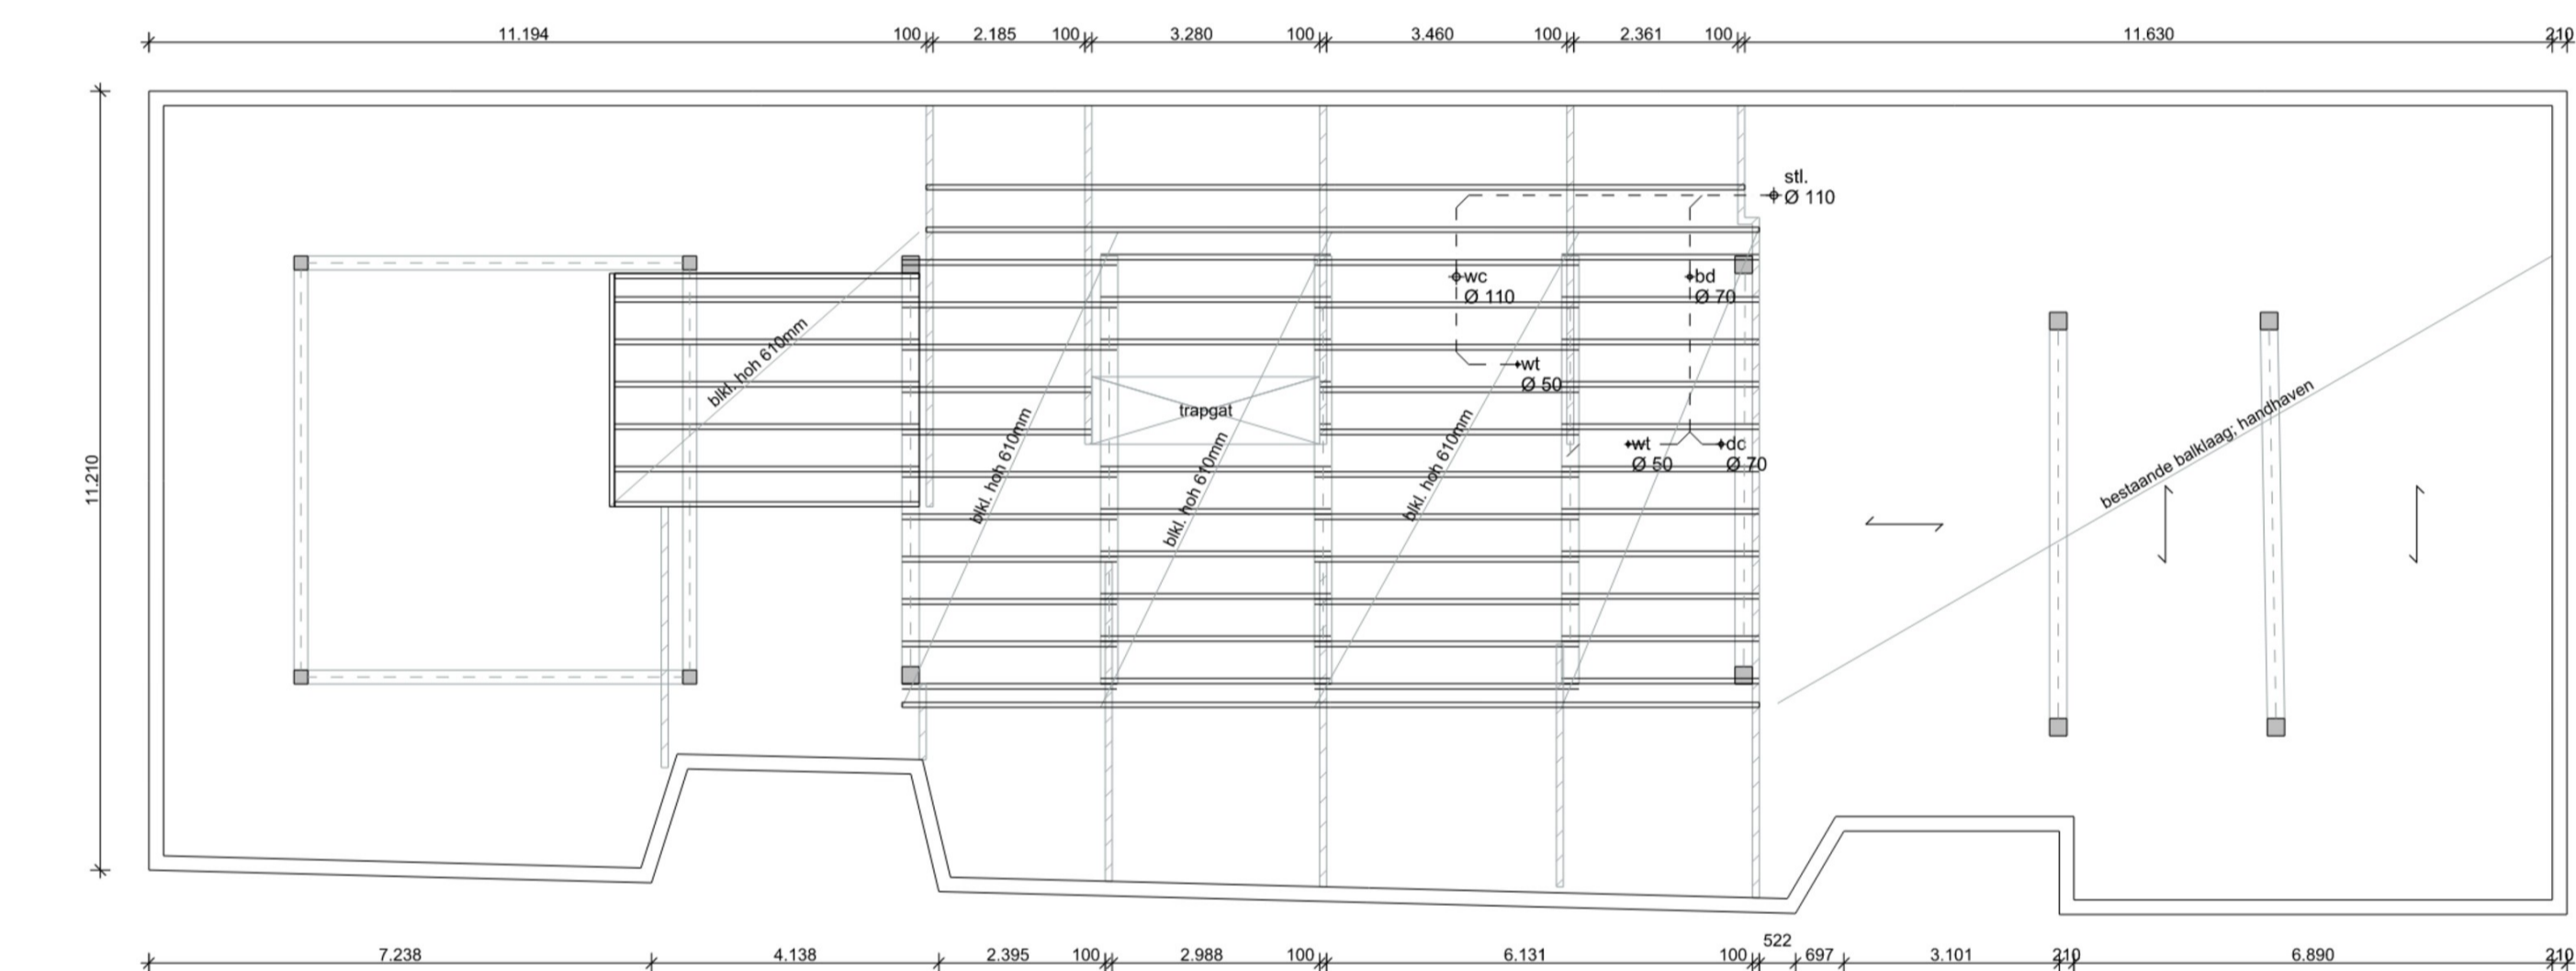 11.194 100 2.185 100 3.280 100 3.460 100 2.361 100 11.630 210
stl.
Ø 110
wc
Ø 110
bd
Ø 70
blkl. hoh 610mm
wt
Ø 50
trapgat
bestaande balklaag; handhaven
blkl. hoh 610mm
blkl. hoh 610mm
blkl. hoh 610mm
wt
Ø 50
dc
Ø 70
11.210
522
7.238 4.138 2.395 100 2.988 100 6.131 100 697 3.101 210 6.890 210